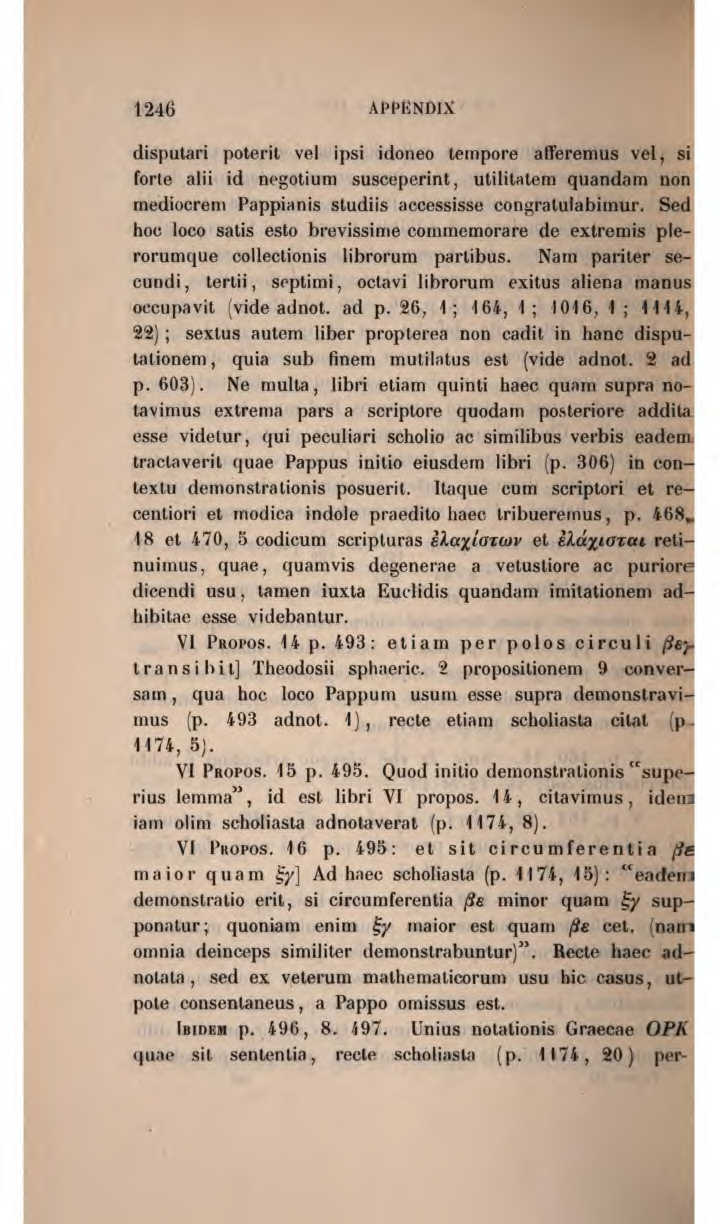 1246 APPENDIX
disputari poterit vel ipsi idoneo tempore afferemus vel, si
forte alii id negotium susceperint, utilitatem quandam non
mediocrem Pappianis studiis accessisse congratulabimur. Sed
hoc loco satis esto brevissime commemorare de extremis ple-
rorumque collectionis librorum partibus. Nam pariter se-
cundi, tertii, septimi, octavi librorum exitus aliena manus
occupavit (vide adnot. ad p. 26, 1; 164, 1; 1016, 1; 1114,
22); sextus autem liber propterea non cadit in hanc dispu-
tationem, quia sub finem mutilatus est (vide adnot. 2 ad
p. 603). Ne multa, libri etiam quinti haec quam supra no-
tavimus extrema pars a scriptore quodam posteriore addita
esse videtur, qui peculiari scholio ac similibus verbis eadem
tractaverit quae Pappus initio eiusdem libri (p. 306) in con-
textu demonstrationis posuerit. Itaque cum scriptori et re-
centiori et modica indole praedito haec tribueremus, p. 468,
18 et 470, 5 codicum scripturas ἐλαχίστων et ἐλάχισται reti-
nuimus, quae, quamvis degenerae a vetustiore ac puriore
dicendi usu, tamen iuxta Euclidis quandam imitationem ad-
hibitae esse videbantur.
VI PROPOS. 14 p. 493: etiam per polos circuli βεγ
transibit] Theodosii sphaeric. 2 propositionem 9 conver-
sam, qua hoc loco Pappum usum esse supra demonstravi-
mus (p. 493 adnot. 1), recte etiam scholiasta citat (p.
1174, 5).
VI PROPOS. 15 p. 495. Quod initio demonstrationis “supe-
rius lemma”, id est libri VI propos. 14, citavimus, idem
iam olim scholiasta adnotaverat (p. 1174, 8).
VI PROPOS. 16 p. 495: et sit circumferentia βε
maior quam ξγ] Ad haec scholiasta (p. 1174, 15): “eadem
demonstratio erit, si circumferentia βε minor quam ξγ sup-
ponatur; quoniam enim ξγ maior est quam βε cet. (nam
omnia deinceps similiter demonstrabuntur)”. Recte haec ad-
notata, sed ex veterum mathematicorum usu hic casus, ut-
pote consentaneus, a Pappo omissus est.
IBIDEM p. 496, 8. 497. Unius notationis Graecae ΘΡΚ
quae sit sententia, recte scholiasta (p. 1174, 20) per-